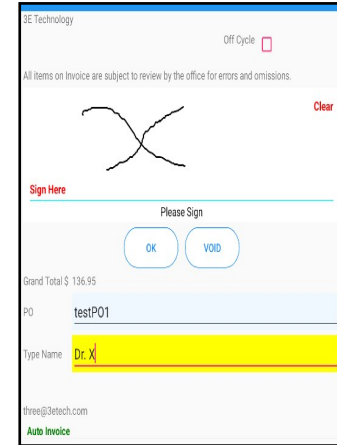 3E Technology
Off Cycle
All items on Invoice are subject to review by the office for errors and omissions.
Clear
Sign Here
Please Sign
OK VOID
Grand Total $ 136.95
PO testPO1
Type Name Dr. X
three@3etech.com
Auto Invoice